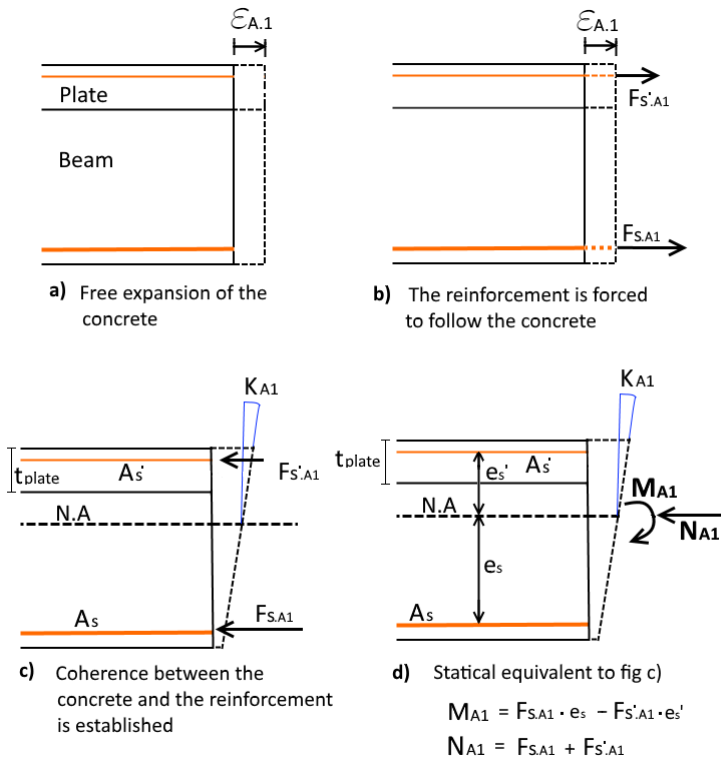 ℰA.1
ℰA.1
Plate
Fs'.A1
Beam
Fs.A1
a) Free expansion of the
concrete
b) The reinforcement is forced
to follow the concrete
KA1
As'
Fs'.A1
tplate
N.A
As
Fs.A1
c) Coherence between the
concrete and the reinforcement
is established
KA1
tplate
es'
As'
N.A
MA1
NA1
es
As
d) Statical equivalent to fig c)
MA1 = Fs.A1 · es − Fs'.A1 · es'
NA1 = Fs.A1 + Fs'.A1